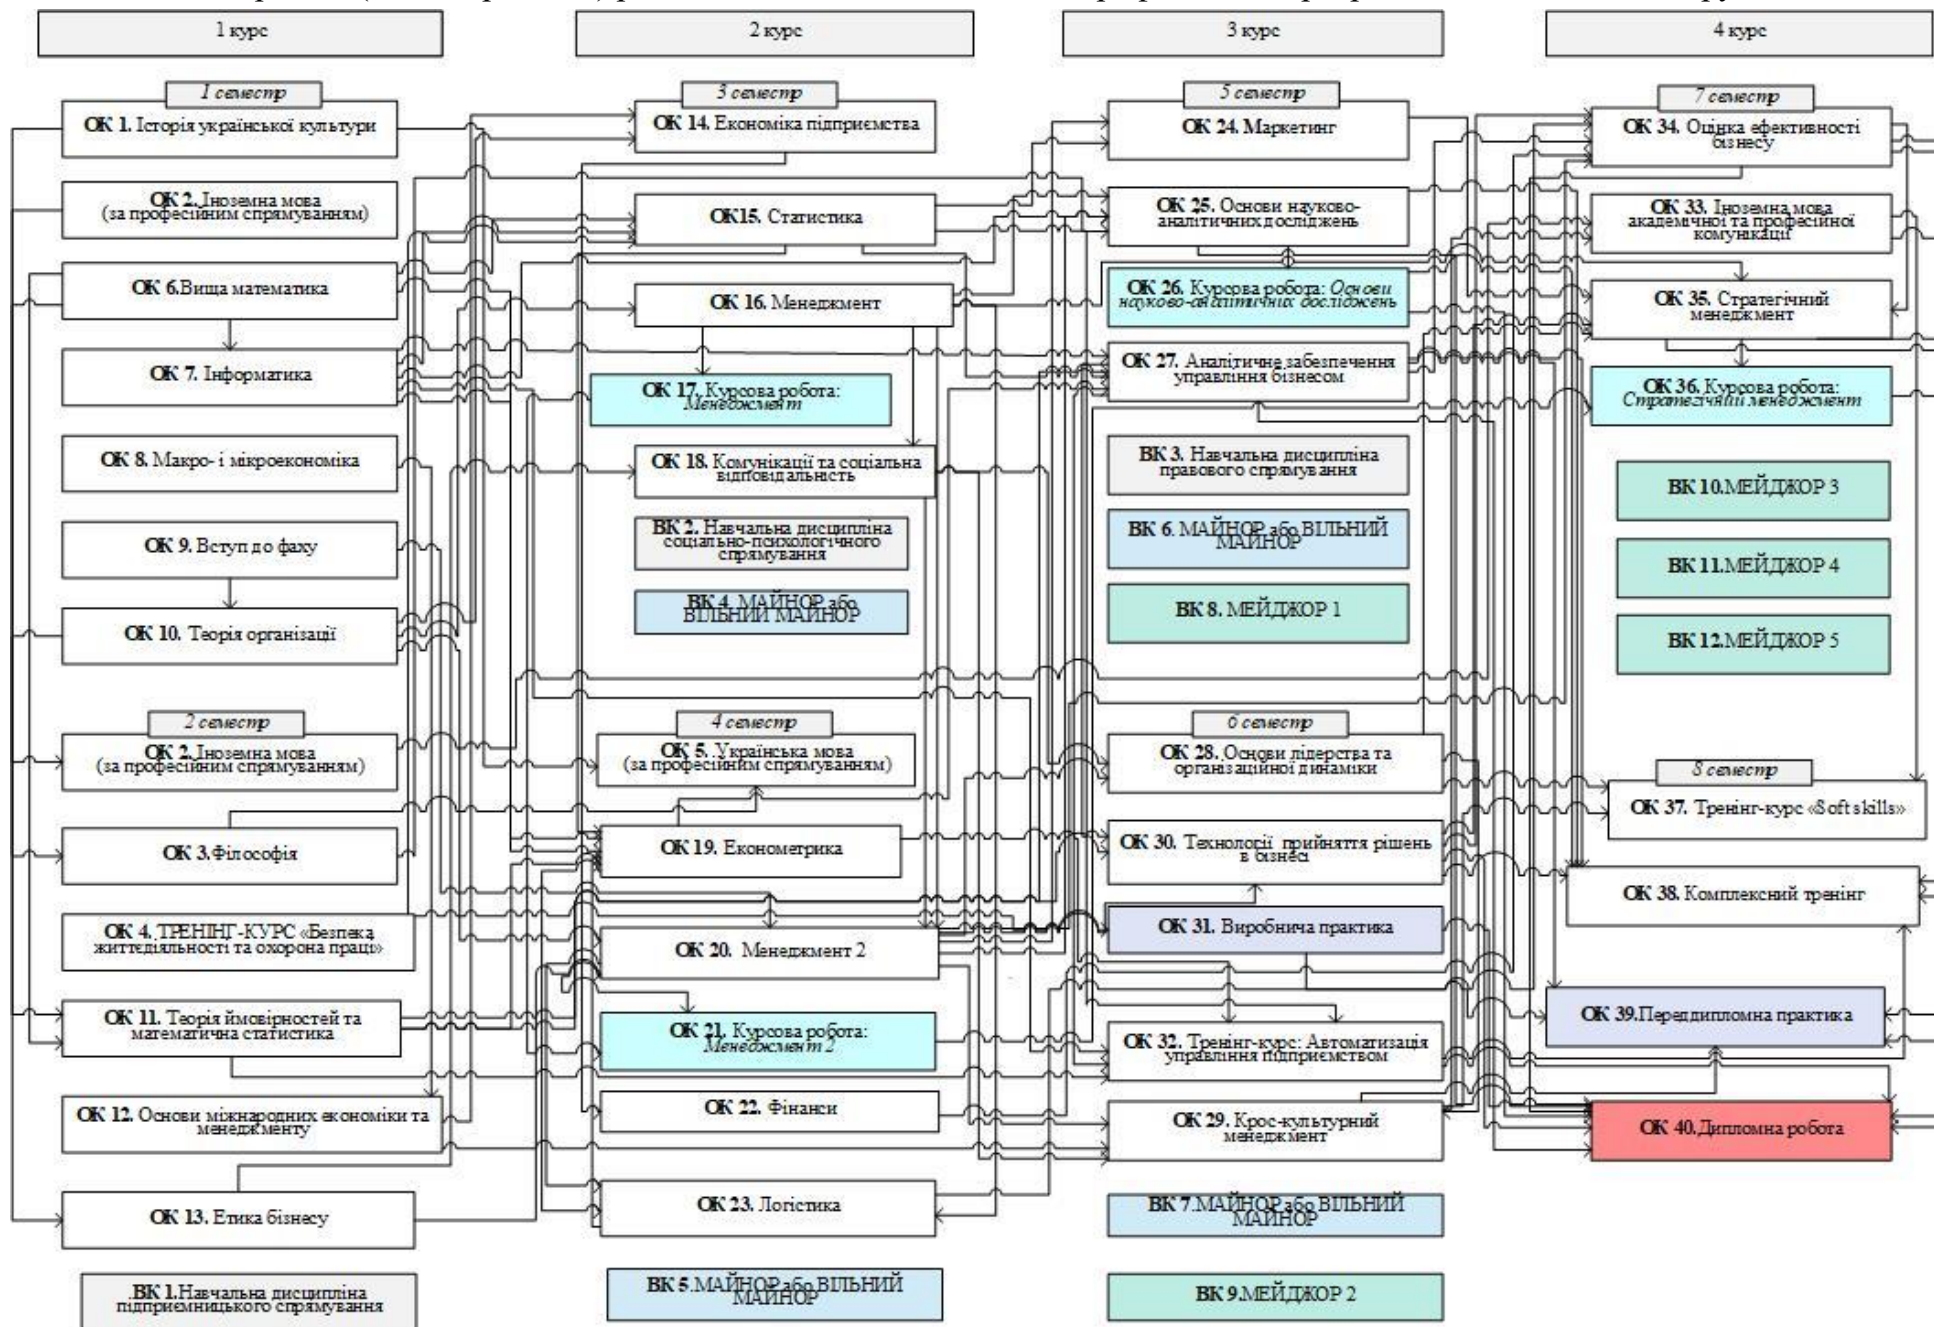 1 курс
1 семестр
ОК 1. Історія української культури
ОК 2. Іноземна мова
(за професійним спрямуванням)
ОК 6.Вища математика
ОК 7. Інформатика
ОК 8. Макро- і мікроекономіка
ОК 9. Вступ до фаху
ОК 10. Теорія організації
2 семестр
ОК 2. Іноземна мова
(за професійним спрямуванням)
ОК 3.Філософія
ОК 4. ТРЕНІНГ-КУРС «Безпека
життєдіяльності та охорона праці»
ОК 11. Теорія ймовірностей та
математична статистика
ОК 12. Основи міжнародних економіки та
менеджменту
ОК 13. Етика бізнесу
ВК 1.Навчальна дисципліна
підприємницького спрямування
2 курс
3 семестр
ОК 14. Економіка підприємства
ОК15. Статистика
ОК 16. Менеджмент
ОК 17. Курсова робота:
Менеджмент
ОК 18. Комунікації та соціальна
відповідальність
ВК 2. Навчальна дисципліна
соціально-психологічного
спрямування
ВК 4. МАЙНОР або
ВІЛЬНИЙ МАЙНОР
4 семестр
ОК 5. Українська мова
(за професійним спрямуванням)
ОК 19. Економетрика
ОК 20. Менеджмент 2
ОК 21. Курсова робота:
Менеджмент 2
ОК 22. Фінанси
ОК 23. Логістика
ВК 5.МАЙНОР або ВІЛЬНИЙ
МАЙНОР
3 курс
5 семестр
ОК 24. Маркетинг
ОК 25. Основи науково-
аналітичних досліджень
ОК 26. Курсова робота: Основи
науково-аналітичних досліджень
ОК 27. Аналітичне забезпечення
управління бізнесом
ВК 3. Навчальна дисципліна
правового спрямування
ВК 6. МАЙНОР або ВІЛЬНИЙ
МАЙНОР
ВК 8. МЕЙДЖОР 1
6 семестр
ОК 28. Основи лідерства та
організаційної динаміки
ОК 30. Технології прийняття рішень
в бізнесі
ОК 31. Виробнича практика
ОК 32. Тренінг-курс: Автоматизація
управління підприємством
ОК 29. Крос-культурний
менеджмент
ВК 7.МАЙНОР або ВІЛЬНИЙ
МАЙНОР
ВК 9.МЕЙДЖОР 2
4 курс
7 семестр
ОК 34. Оцінка ефективності
бізнесу
ОК 33. Іноземна мова
академічної та професійної
комунікації
ОК 35. Стратегічний
менеджмент
ОК 36. Курсова робота:
Стратегічний менеджмент
ВК 10.МЕЙДЖОР 3
ВК 11.МЕЙДЖОР 4
ВК 12.МЕЙДЖОР 5
8 семестр
ОК 37. Тренінг-курс «Soft skills»
ОК 38. Комплексний тренінг
ОК 39.Переддипломна практика
ОК 40.Дипломна робота